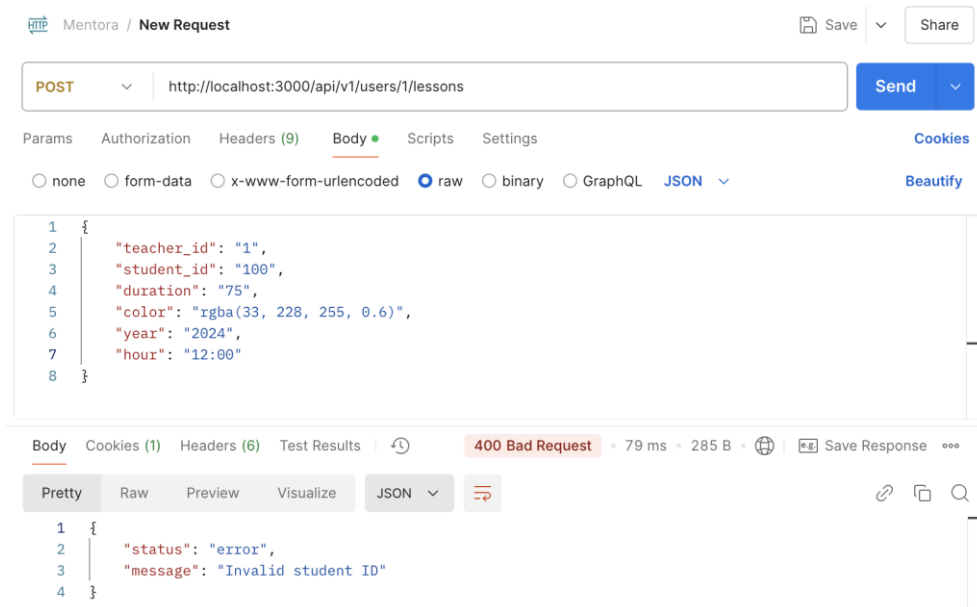 HTTP Mentora / New Request Save Share
POST http://localhost:3000/api/v1/users/1/lessons Send
Params Authorization Headers (9) Body Scripts Settings Cookies
none form-data x-www-form-urlencoded raw binary GraphQL JSON Beautify
1 {
2 "teacher_id": "1",
3 "student_id": "100",
4 "duration": "75",
5 "color": "rgba(33, 228, 255, 0.6)",
6 "year": "2024",
7 "hour": "12:00"
8 }
Body Cookies (1) Headers (6) Test Results 400 Bad Request 79 ms 285 B e.g. Save Response
Pretty Raw Preview Visualize JSON
1 {
2 "status": "error",
3 "message": "Invalid student ID"
4 }